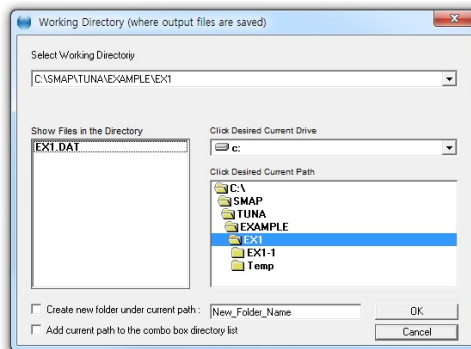 Working Directory (where output files are saved)
Select Working Directoriy
C:\SMAP\TUNA\EXAMPLE\EX1
Show Files in the Directory
EX1.DAT
Click Desired Current Drive
c:
Click Desired Current Path
C:\
SMAP
TUNA
EXAMPLE
EX1
EX1-1
Temp
Create new folder under current path :
New_Folder_Name
OK
Add current path to the combo box directory list
Cancel